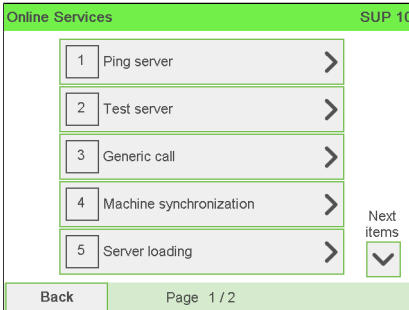 Online Services SUP 10
1 Ping server
2 Test server
3 Generic call
4 Machine synchronization
5 Server loading
Next
items
Back Page 1 / 2